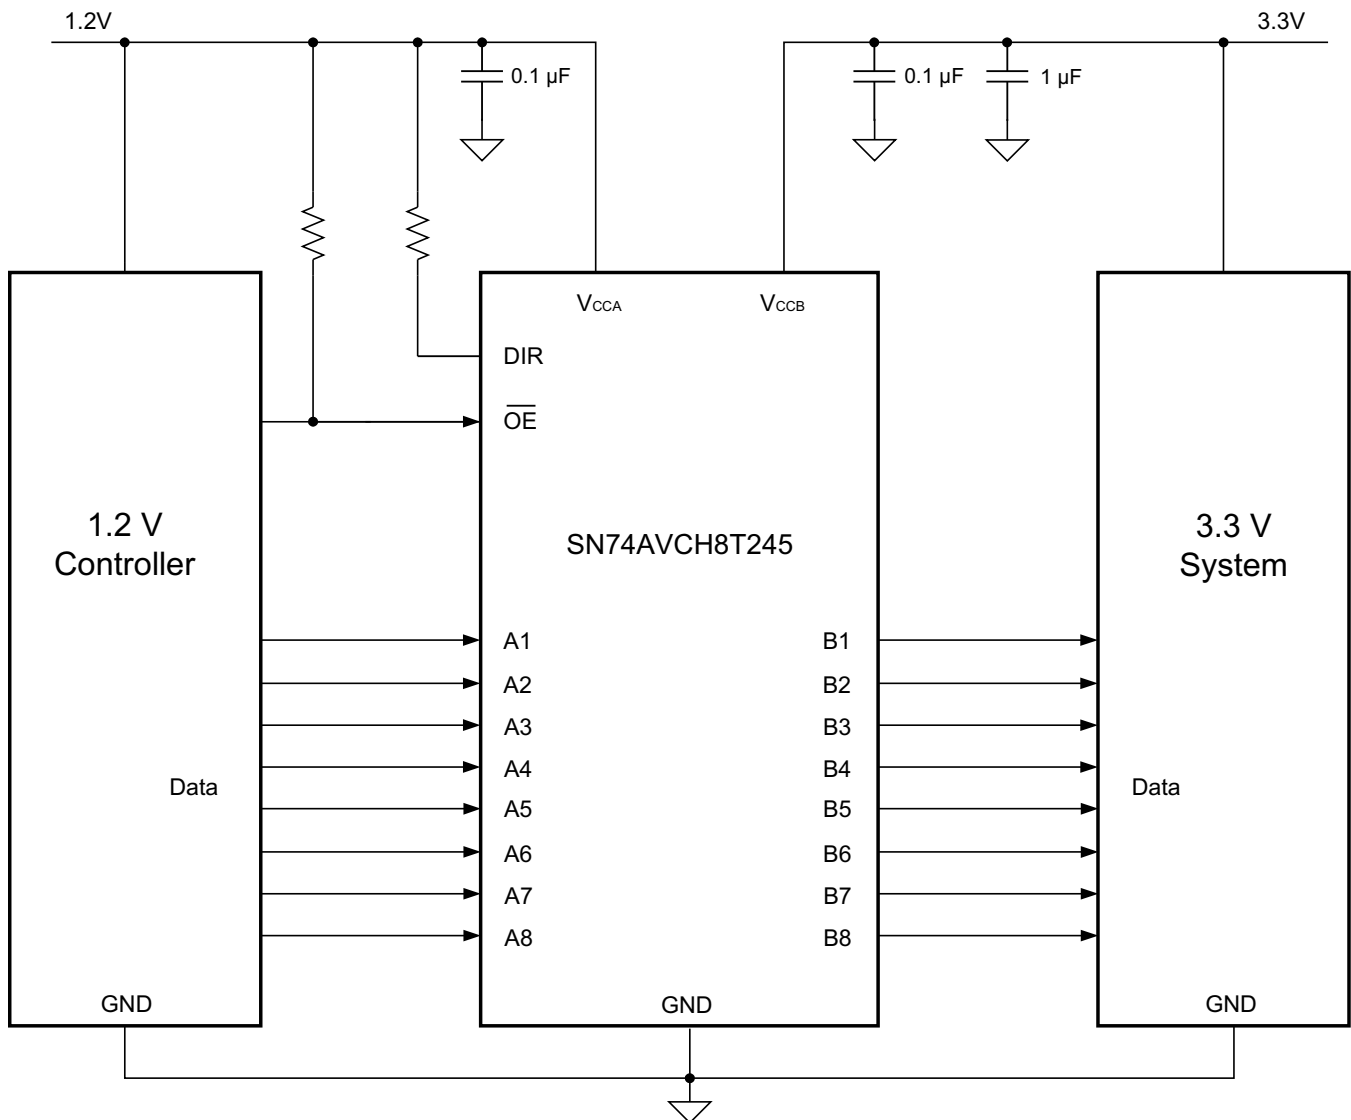 1.2V
3.3V
0.1 µF
0.1 µF
1 µF
VCCA
VCCB
DIR
OE
1.2 V
Controller
SN74AVCH8T245
3.3 V
System
A1
B1
A2
B2
A3
B3
A4
B4
Data
Data
A5
B5
A6
B6
A7
B7
A8
B8
GND
GND
GND